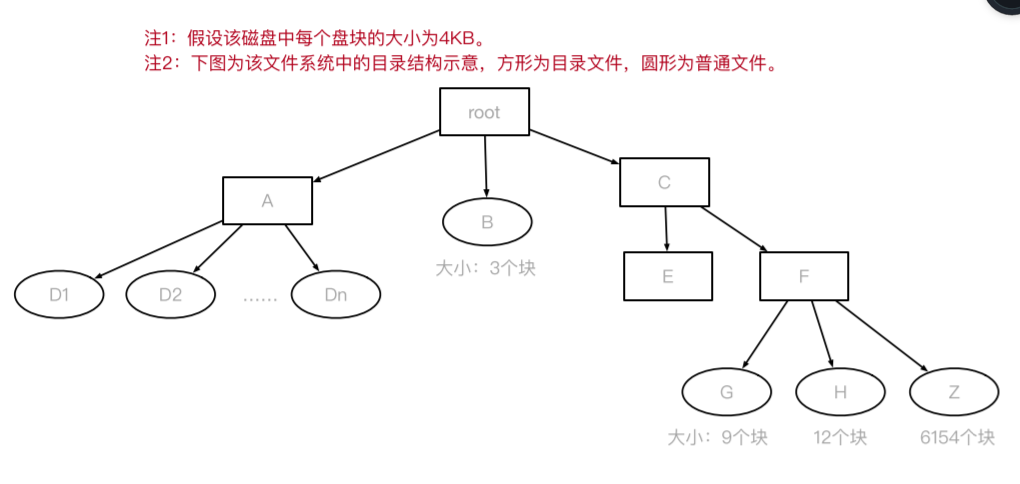 注1：假设该磁盘中每个盘块的大小为4KB。
注2：下图为该文件系统中的目录结构示意，方形为目录文件，圆形为普通文件。
root
A
B
C
大小：3个块
D1
D2
……
Dn
E
F
G
H
Z
大小：9个块
12个块
6154个块